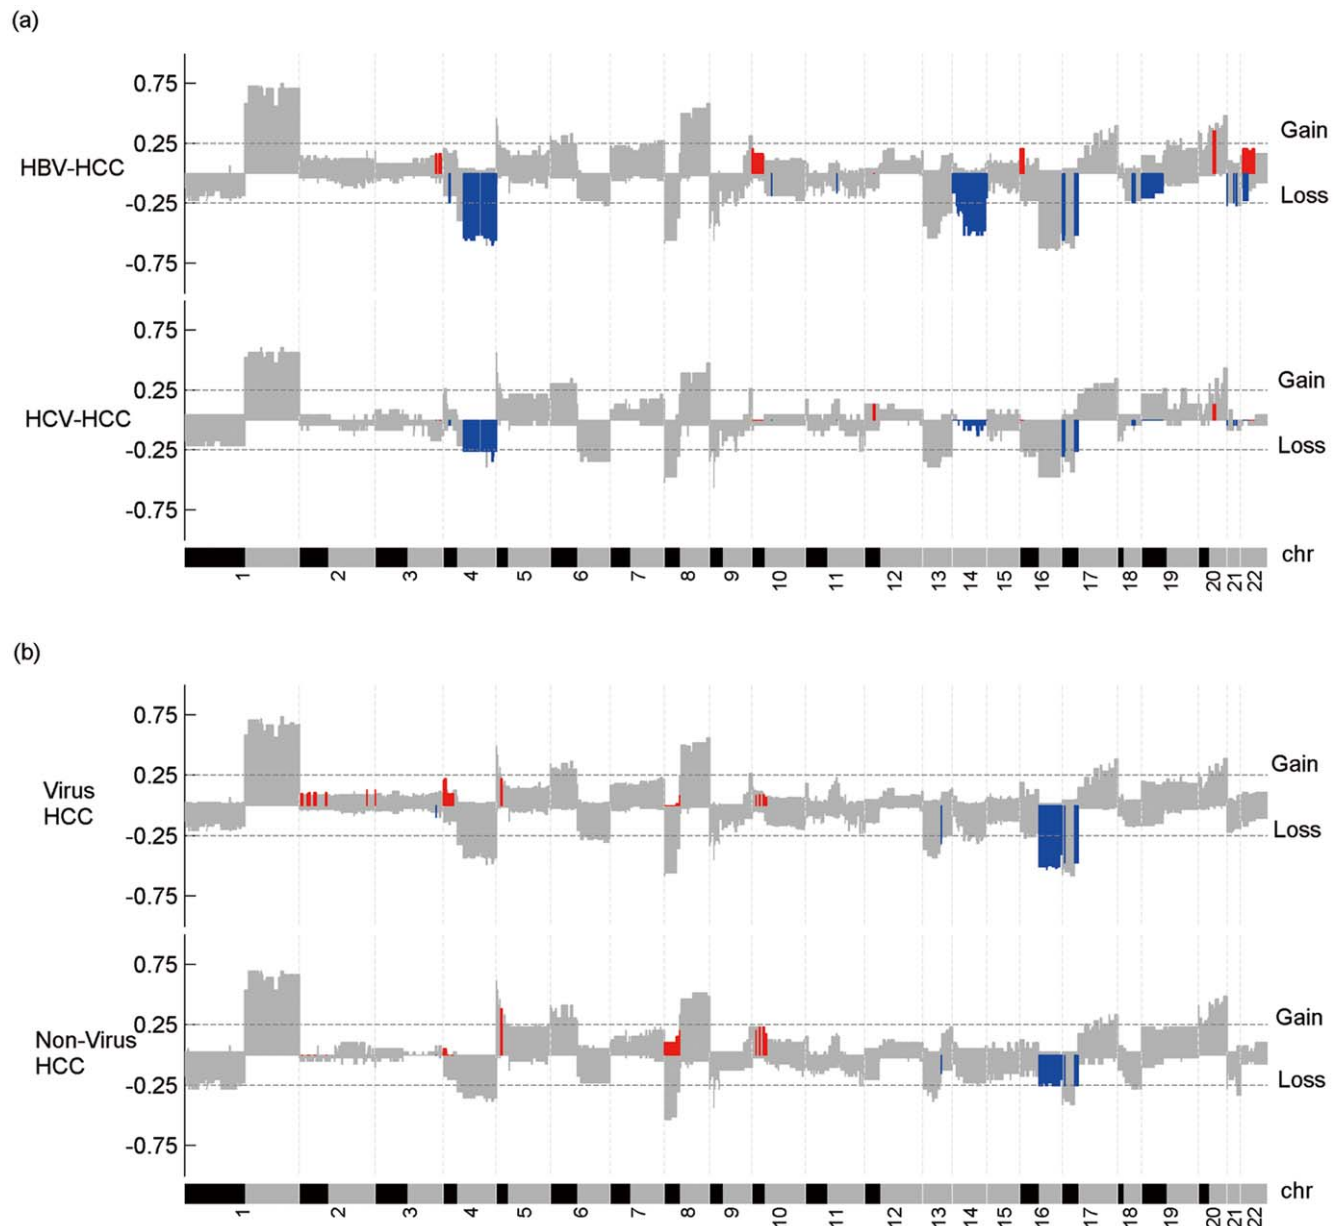 (a)
0.75
0.25
Gain
HBV-HCC
-0.25
Loss
-0.75
0.75
0.25
Gain
HCV-HCC
-0.25
Loss
-0.75
chr
1 2 3 4 5 6 7 8 9 10 11 12 13 14 15 16 17 18 19 20 21 22
(b)
0.75
0.25
Gain
Virus
HCC
-0.25
Loss
-0.75
0.75
0.25
Gain
Non-Virus
HCC
-0.25
Loss
-0.75
chr
1 2 3 4 5 6 7 8 9 10 11 12 13 14 15 16 17 18 19 20 21 22